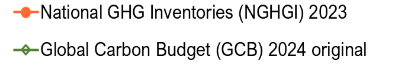 National GHG Inventories (NGHGI) 2023
Global Carbon Budget (GCB) 2024 original